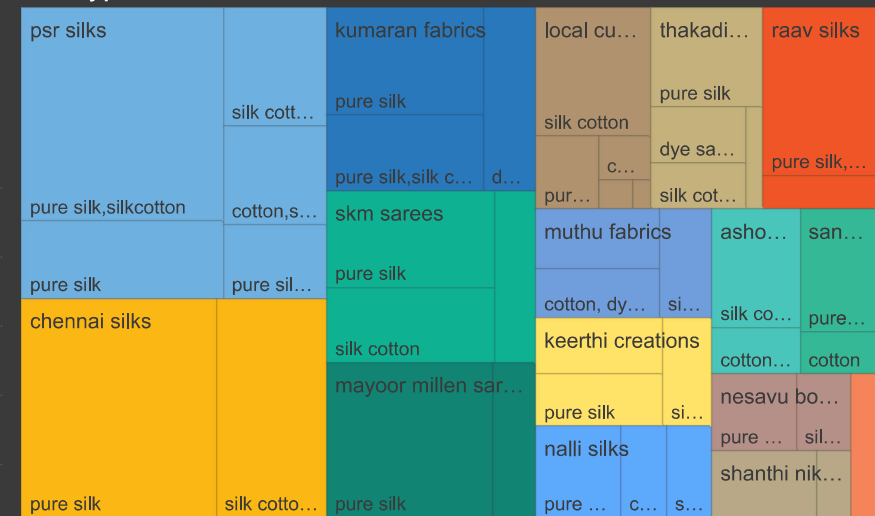 psr silks
silk cott…
pure silk,silkcotton
cotton,s…
pure silk
pure sil…
chennai silks
pure silk
silk cotto…
kumaran fabrics
pure silk
pure silk,silk c…
d…
skm sarees
pure silk
silk cotton
mayoor millen sar…
pure silk
local cu…
silk cotton
c…
pur…
thakadi…
pure silk
dye sa…
silk cot…
raav silks
pure silk,…
muthu fabrics
cotton, dy…
si…
keerthi creations
pure silk
si…
nalli silks
pure …
c…
s…
asho…
silk co…
cotton…
san…
pure…
cotton
nesavu bo…
pure …
sil…
shanthi nik…